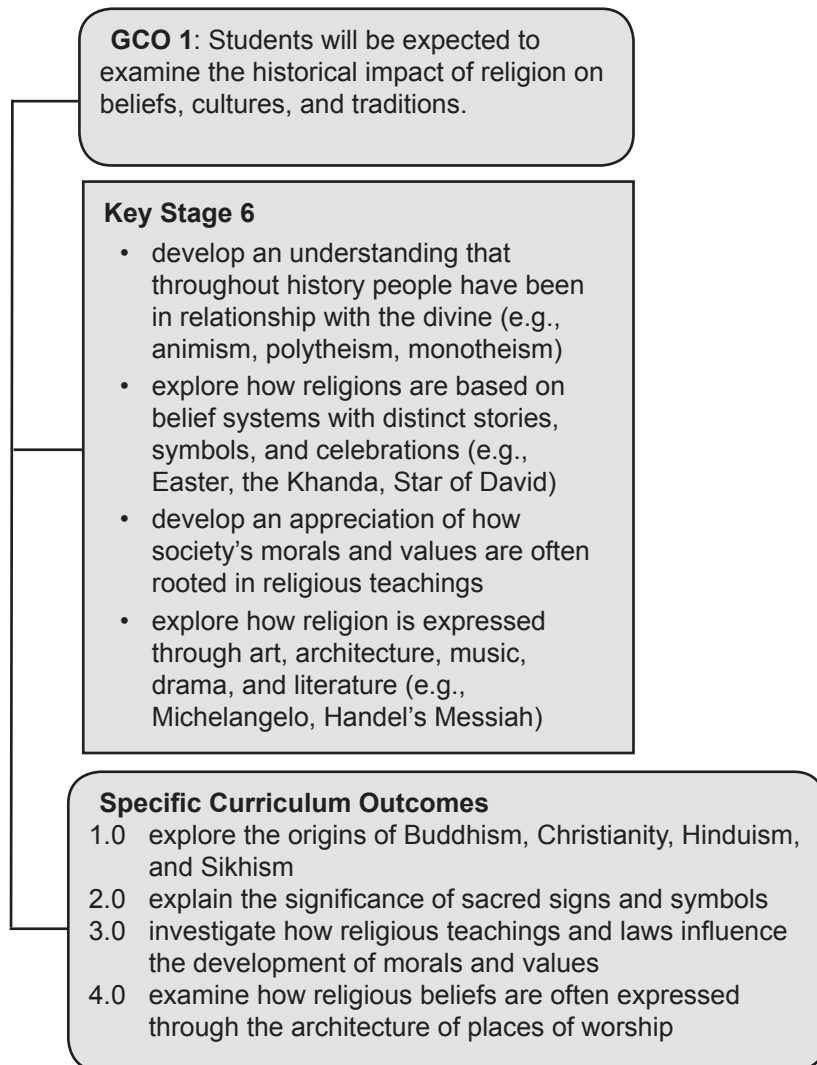 GCO 1: Students will be expected to
examine the historical impact of religion on
beliefs, cultures, and traditions.
Key Stage 6
• develop an understanding that
throughout history people have been
in relationship with the divine (e.g.,
animism, polytheism, monotheism)
• explore how religions are based on
belief systems with distinct stories,
symbols, and celebrations (e.g.,
Easter, the Khanda, Star of David)
• develop an appreciation of how
society’s morals and values are often
rooted in religious teachings
• explore how religion is expressed
through art, architecture, music,
drama, and literature (e.g.,
Michelangelo, Handel’s Messiah)
Specific Curriculum Outcomes
1.0 explore the origins of Buddhism, Christianity, Hinduism,
and Sikhism
2.0 explain the significance of sacred signs and symbols
3.0 investigate how religious teachings and laws influence
the development of morals and values
4.0 examine how religious beliefs are often expressed
through the architecture of places of worship